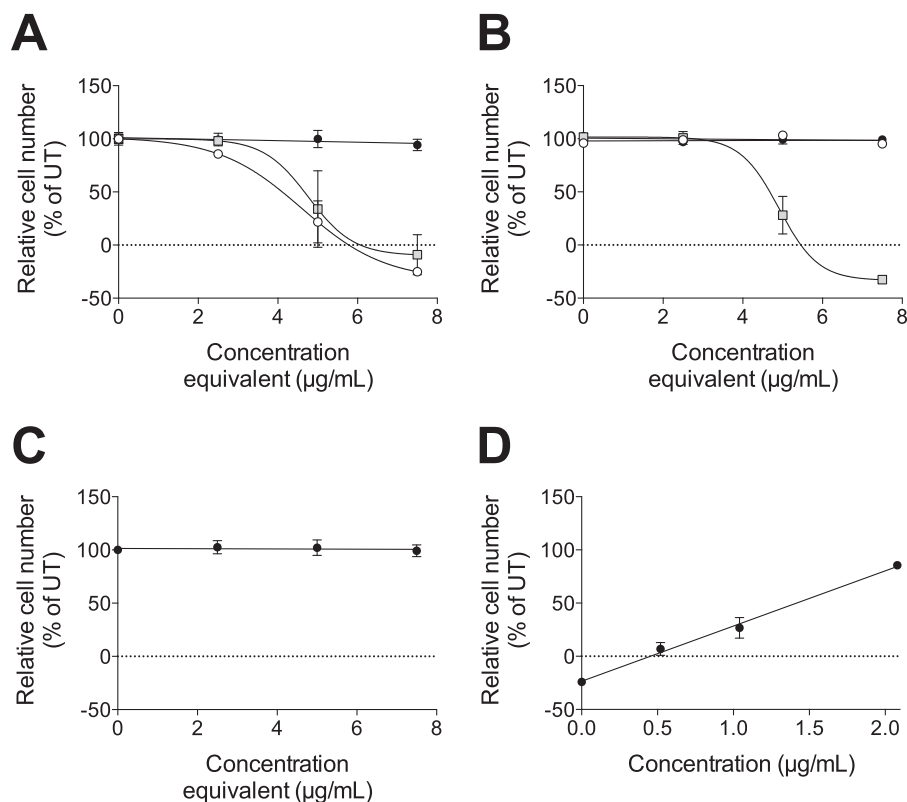 A
Relative cell number
(% of UT)
150
100
50
0
-50
0
2
4
6
8
Concentration
equivalent (µg/mL)
B
Relative cell number
(% of UT)
150
100
50
0
-50
0
2
4
6
8
Concentration
equivalent (µg/mL)
C
Relative cell number
(% of UT)
150
100
50
0
-50
0
2
4
6
8
Concentration
equivalent (µg/mL)
D
Relative cell number
(% of UT)
150
100
50
0
-50
0.0
0.5
1.0
1.5
2.0
Concentration (µg/mL)